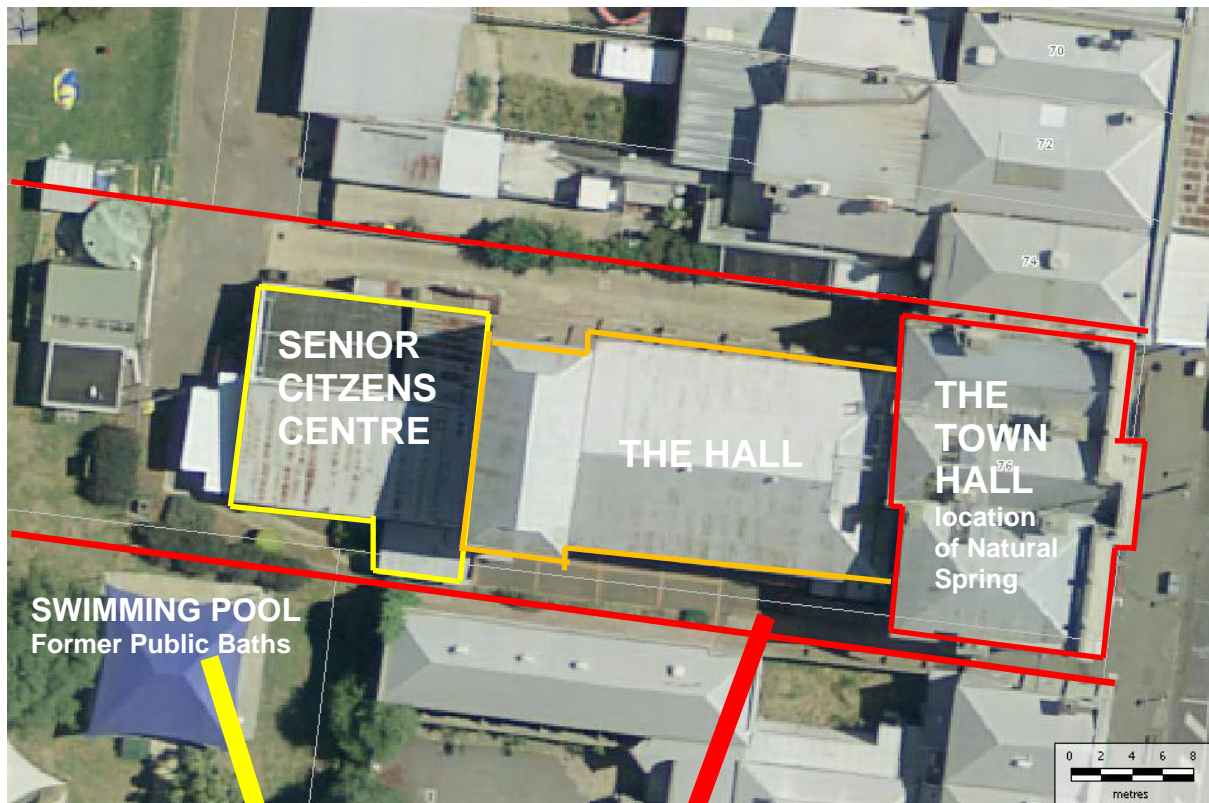 70
72
74
SENIOR
CITZENS
CENTRE
THE HALL
THE
TOWN
HALL
76
location
of Natural
Spring
SWIMMING POOL
Former Public Baths
0 2 4 6 8
metres